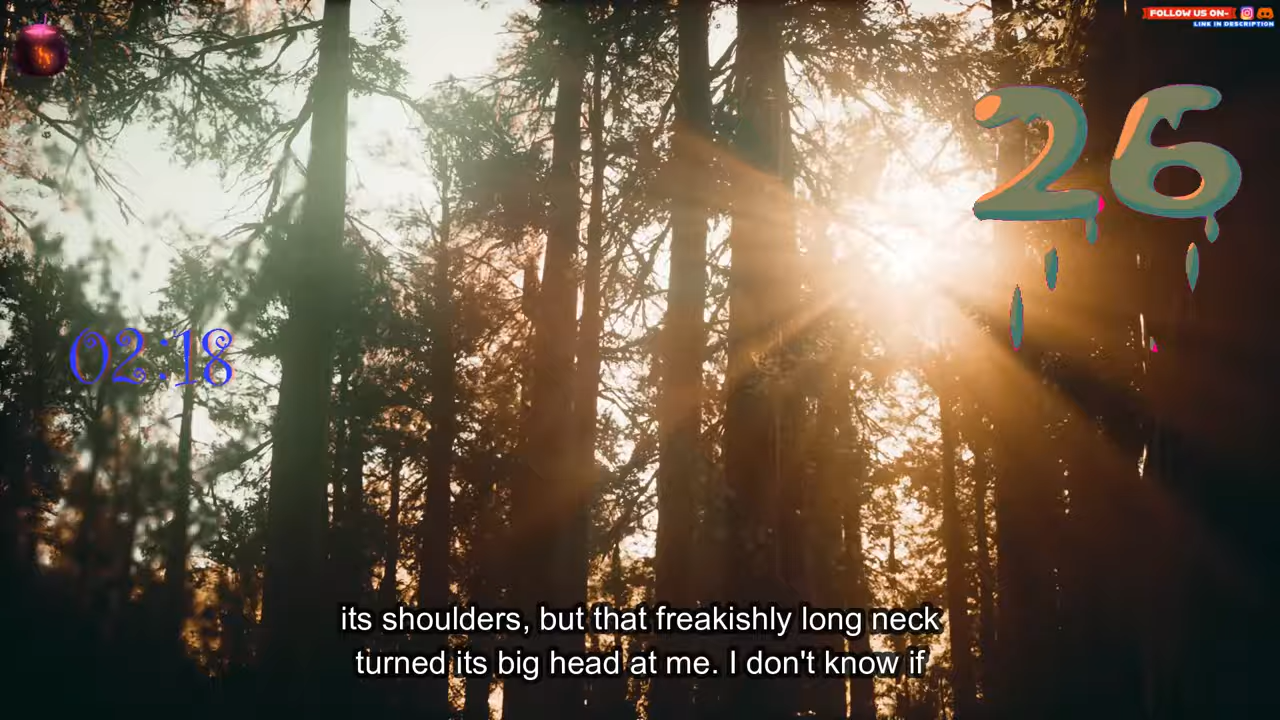 FOLLOW US ON-
LINK IN DESCRIPTION
26
02:18
its shoulders, but that freakishly long neck
turned its big head at me. I don't know if